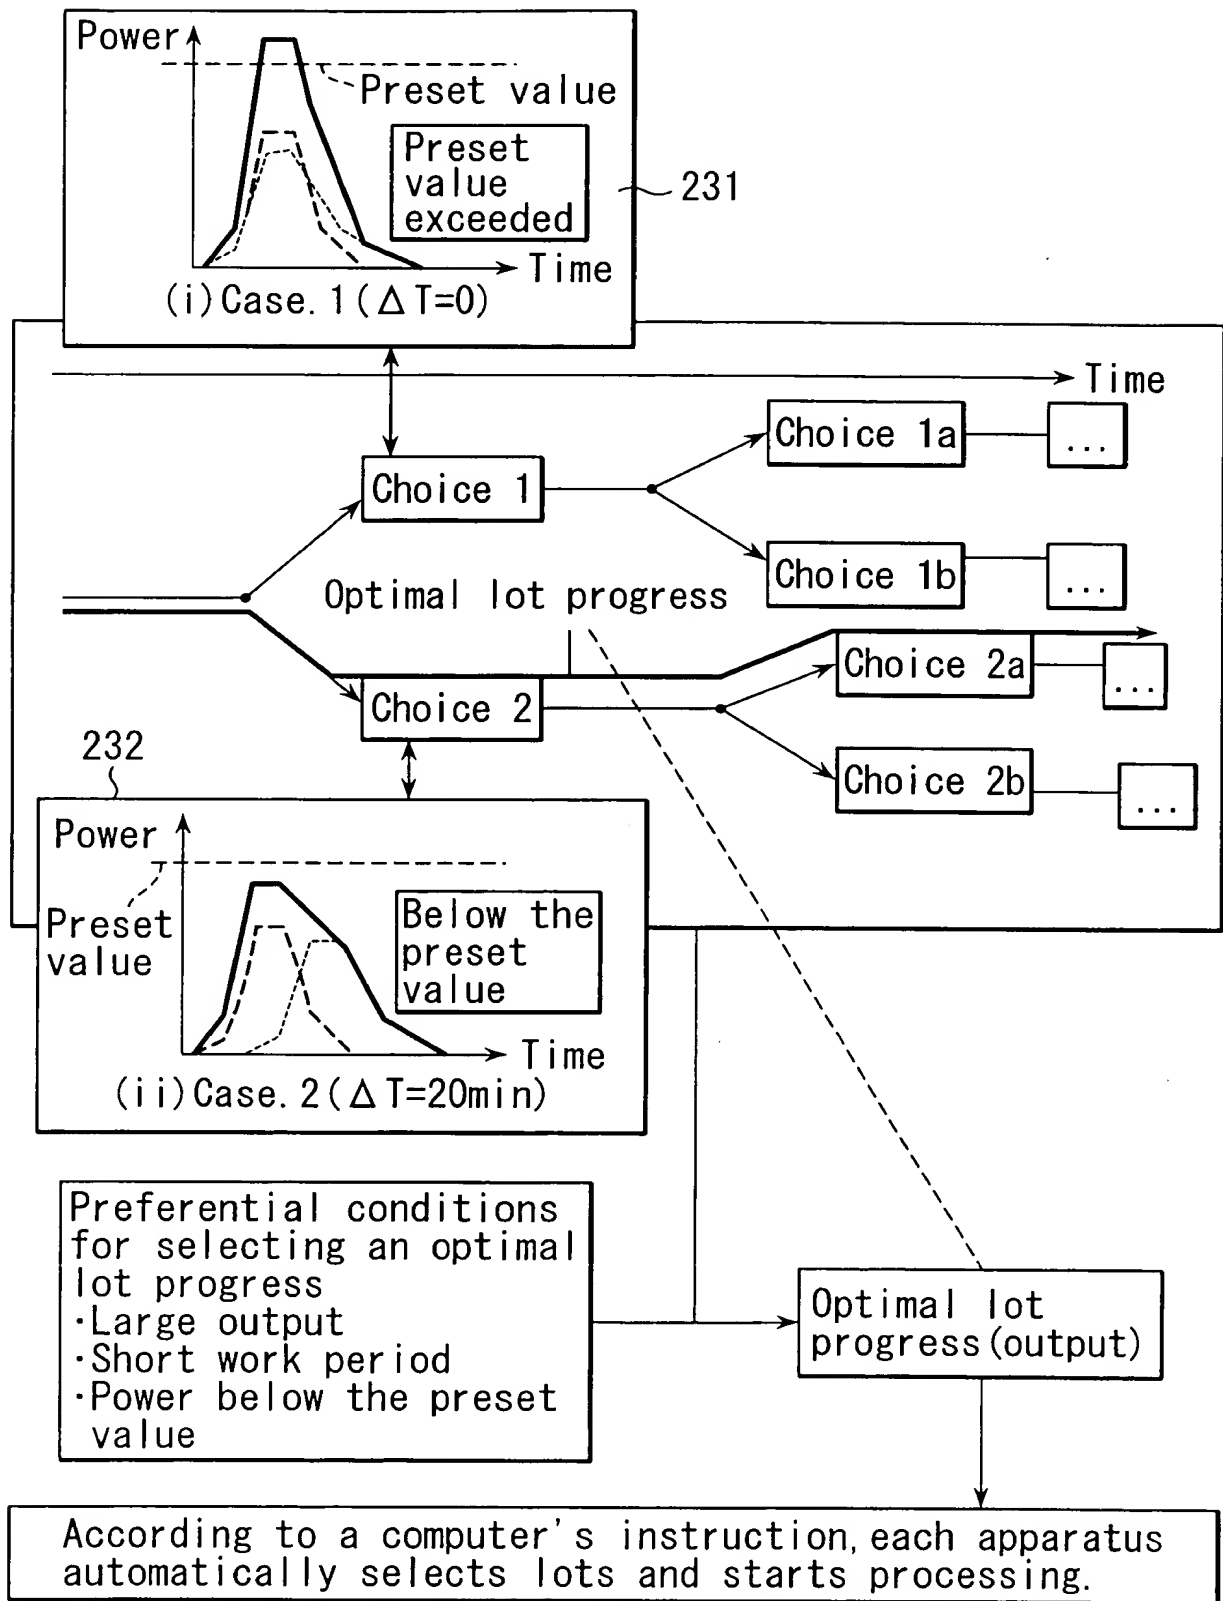 Power
Preset value
Preset
value
exceeded
231
Time
(i)Case.1(ΔT=0)
Time
Choice 1a
...
Choice 1
Choice 1b
...
Optimal lot progress
Choice 2a
...
Choice 2
232
Choice 2b
...
Power
Preset
value
Below the
preset
value
Time
(ii)Case.2(ΔT=20min)
Preferential conditions
for selecting an optimal
lot progress
·Large output
·Short work period
·Power below the preset
value
Optimal lot
progress(output)
According to a computer's instruction,each apparatus
automatically selects lots and starts processing.